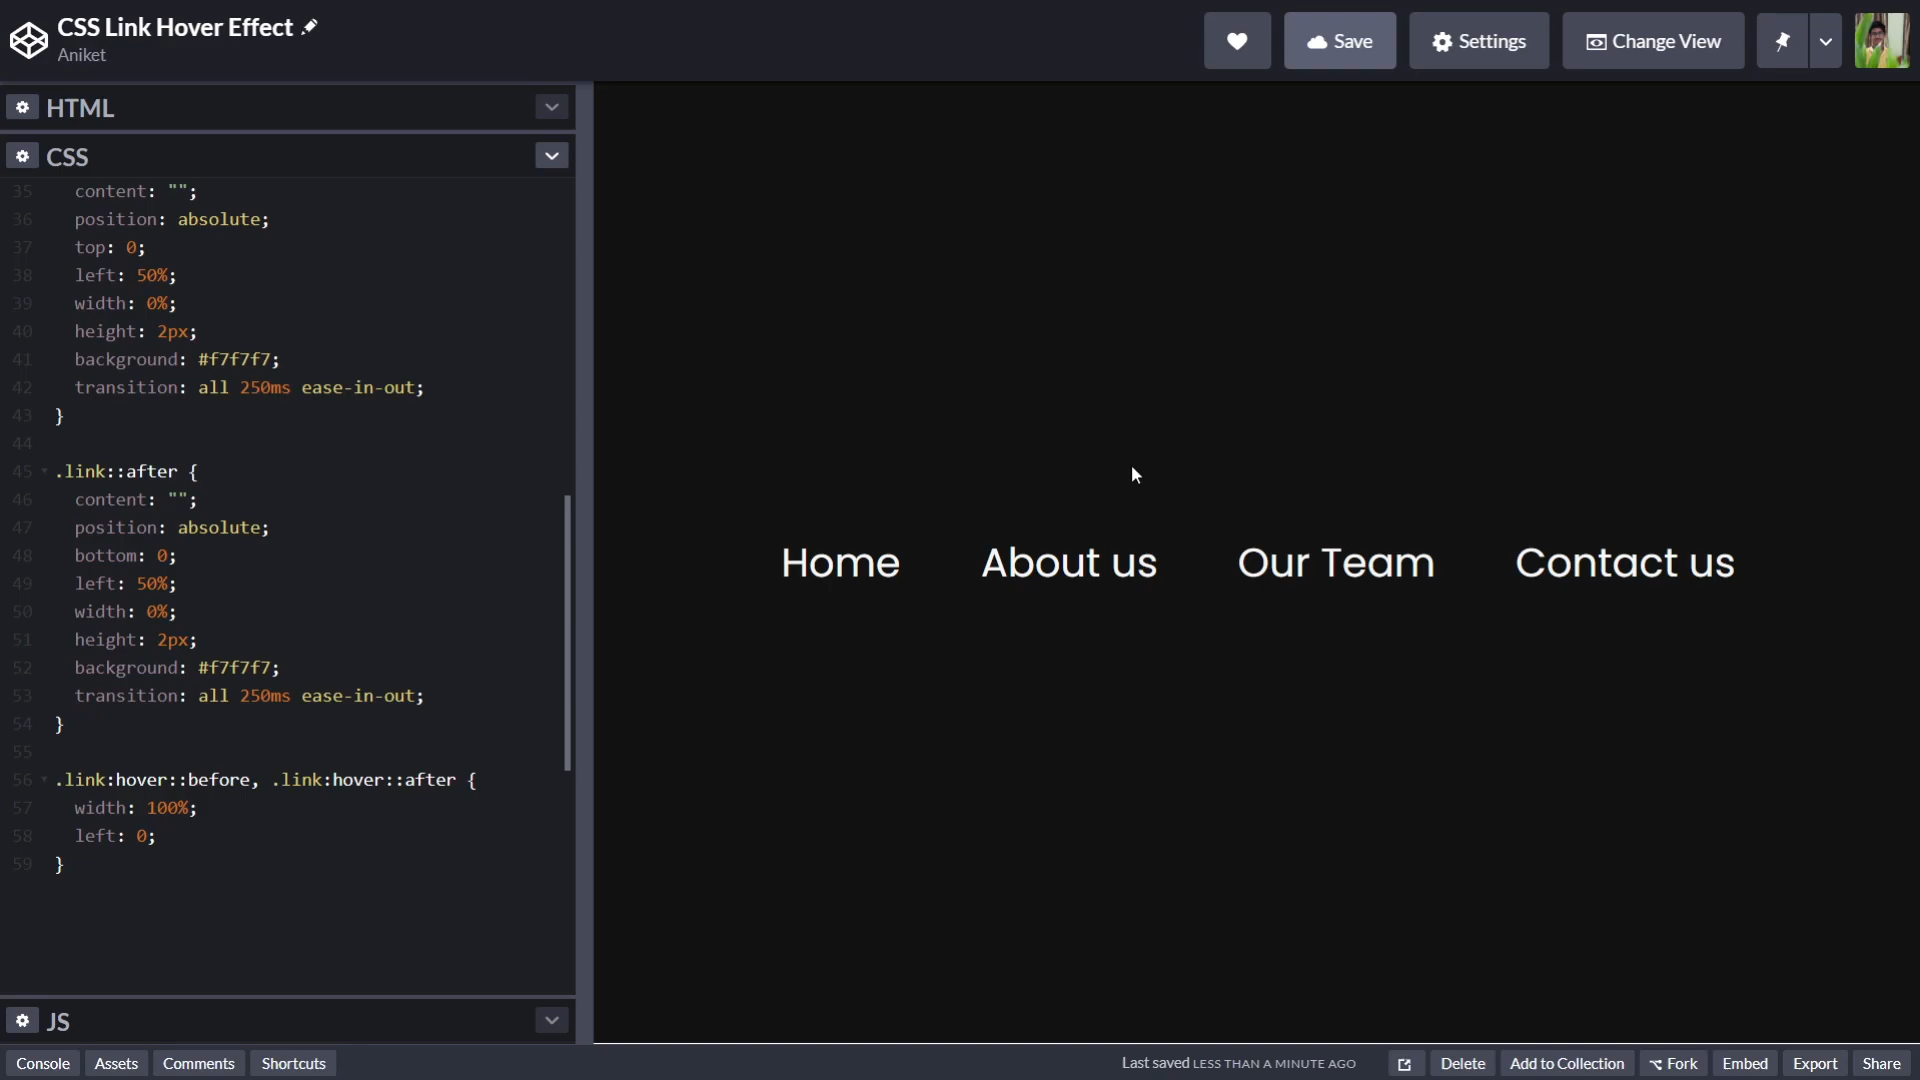 CSS Link Hover Effect
Aniket
Save
Settings
Change View
HTML
CSS
35 content: "";
36 position: absolute;
37 top: 0;
38 left: 50%;
39 width: 0%;
40 height: 2px;
41 background: #f7f7f7;
42 transition: all 250ms ease-in-out;
43 }
44
45 .link::after {
46 content: "";
47 position: absolute;
48 bottom: 0;
49 left: 50%;
50 width: 0%;
51 height: 2px;
52 background: #f7f7f7;
53 transition: all 250ms ease-in-out;
54 }
55
56 .link:hover::before, .link:hover::after {
57 width: 100%;
58 left: 0;
59 }
Home About us Our Team Contact us
JS
Console Assets Comments Shortcuts
Last saved LESS THAN A MINUTE AGO
Delete Add to Collection Fork Embed Export Share